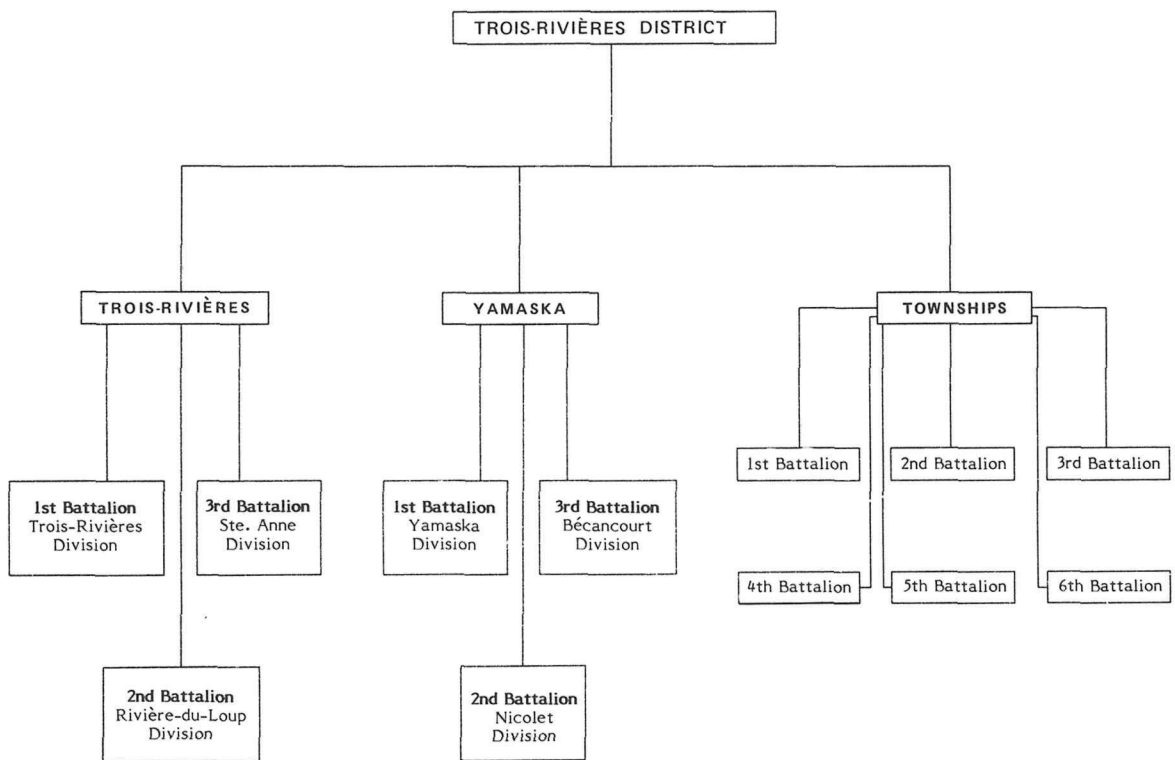 TROIS-RIVIÈRES DISTRICT
TROIS-RIVIÈRES
YAMASKA
TOWNSHIPS
1st Battalion
Trois-Rivières
Division
3rd Battalion
Ste. Anne
Division
2nd Battalion
Rivière-du-Loup
Division
1st Battalion
Yamaska
Division
3rd Battalion
Bécancourt
Division
2nd Battalion
Nicolet
Division
1st Battalion
2nd Battalion
3rd Battalion
4th Battalion
5th Battalion
6th Battalion